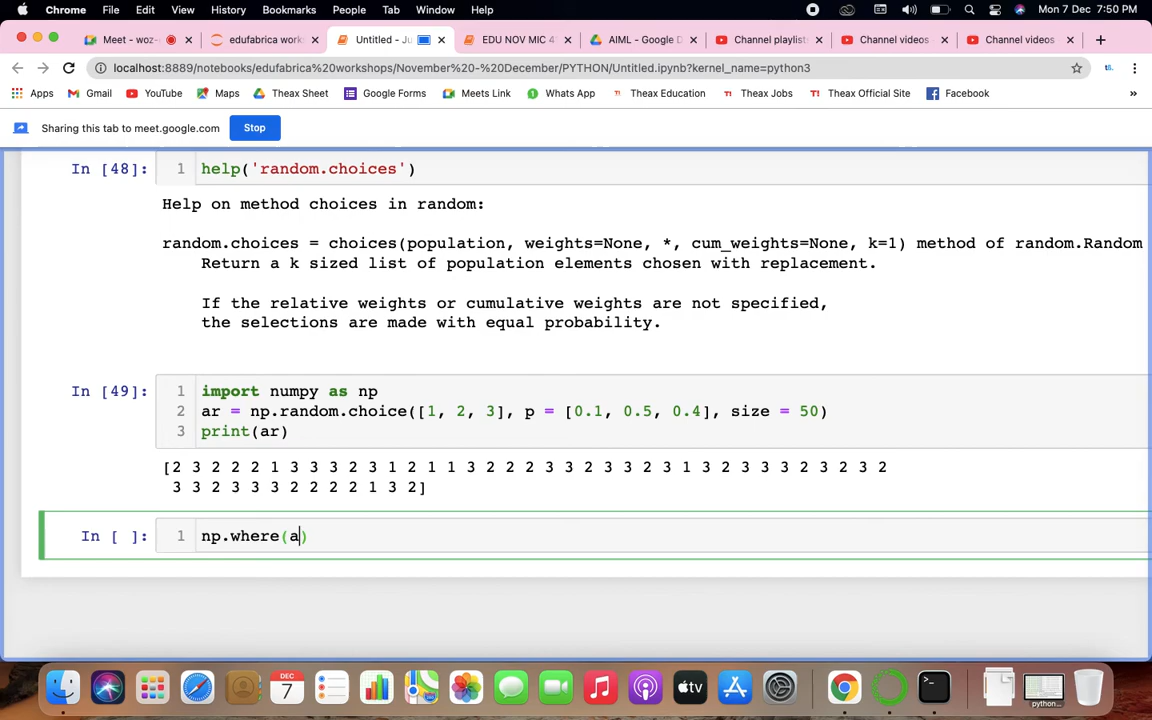 Chrome File Edit View History Bookmarks People Tab Window Help Mon 7 Dec 7:50 PM
Meet - woz- edufabrica work Untitled - Ju EDU NOV MIC 4 AIML - Google D Channel playlists Channel videos - Channel videos
localhost:8889/notebooks/edufabrica%20workshops/November%20-%20December/PYTHON/Untitled.ipynb?kernel_name=python3
Apps Gmail YouTube Maps Theax Sheet Google Forms Meets Link Whats App Theax Education Theax Jobs Theax Official Site Facebook »
Sharing this tab to meet.google.com Stop
In [48]: 1 help('random.choices')
Help on method choices in random:
random.choices = choices(population, weights=None, *, cum_weights=None, k=1) method of random.Random
Return a k sized list of population elements chosen with replacement.
If the relative weights or cumulative weights are not specified,
the selections are made with equal probability.
In [49]: 1 import numpy as np
2 ar = np.random.choice([1, 2, 3], p = [0.1, 0.5, 0.4], size = 50)
3 print(ar)
[2 3 2 2 2 1 3 3 3 2 3 1 2 1 1 3 2 2 2 3 3 2 3 3 2 3 1 3 2 3 3 3 2 3 2 3 2
3 3 2 3 3 3 2 2 2 2 1 3 2]
In [ ]: 1 np.where(a)
DEC
7
tv
python...